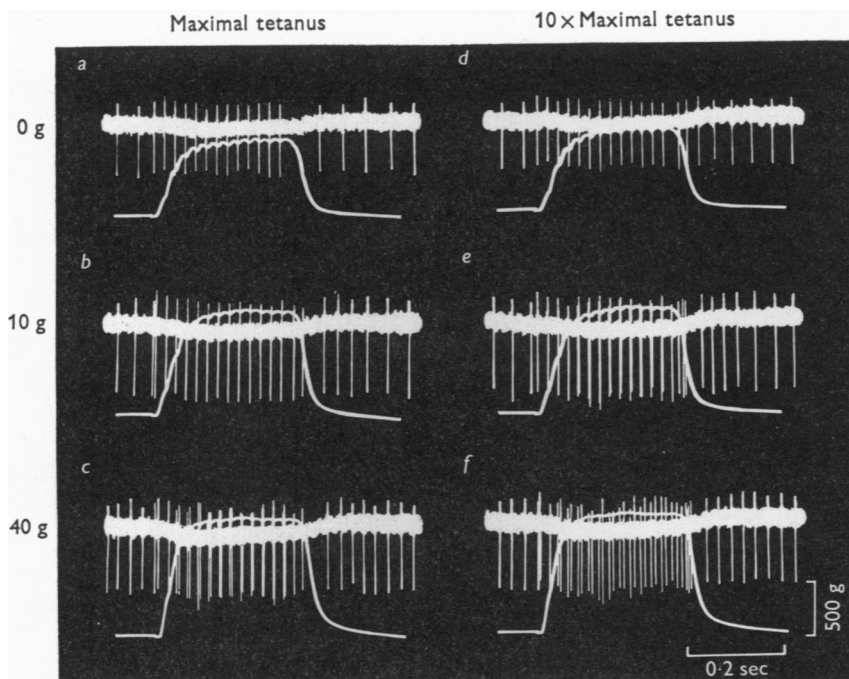 Maximal tetanus 10 × Maximal tetanus
a d
0 g
b e
10 g
c f
40 g
500 g
0·2 sec